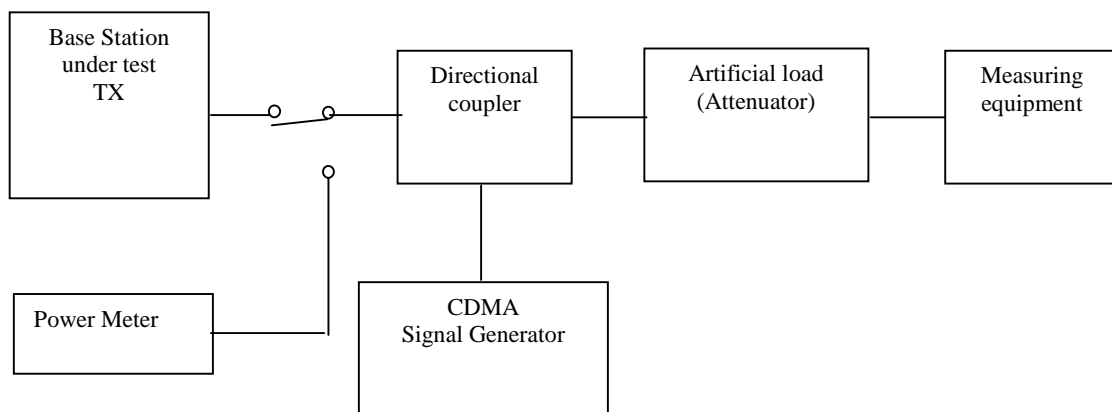 Base Station
under test
TX
Directional
coupler
Artificial load
(Attenuator)
Measuring
equipment
Power Meter
CDMA
Signal Generator